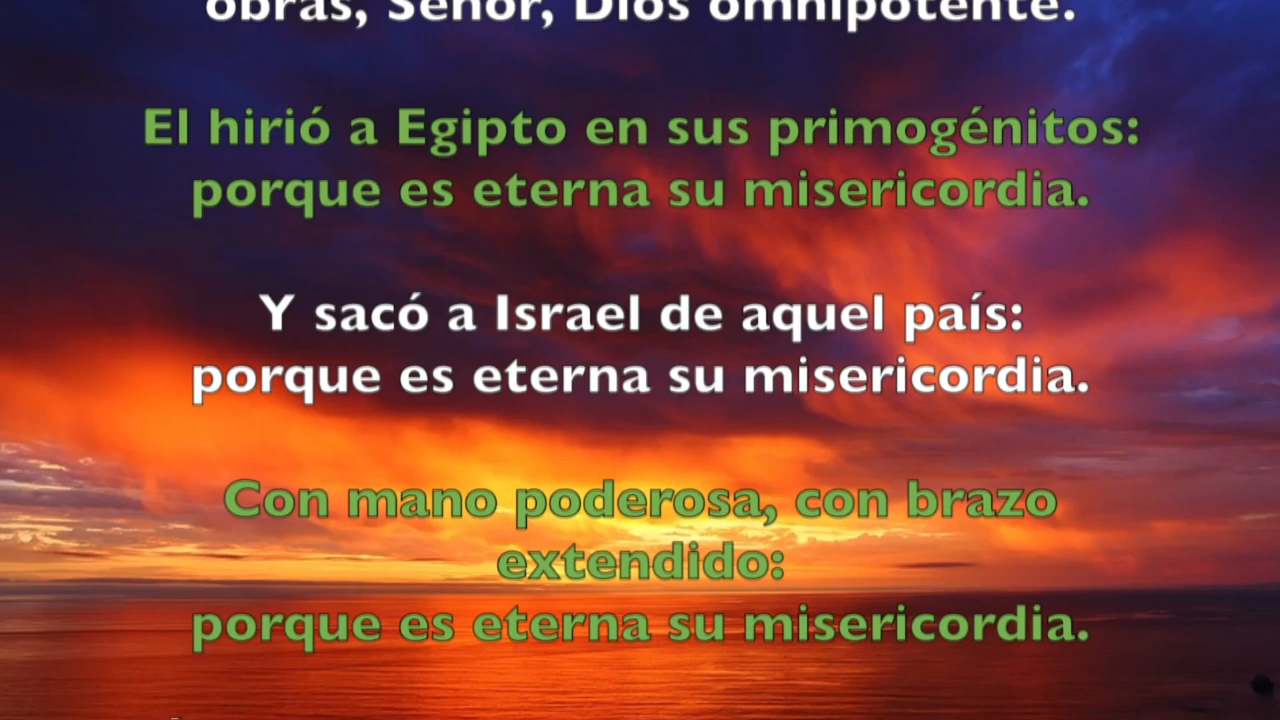 obras, Señor, Dios omnipotente.
El hirió a Egipto en sus primogénitos:
porque es eterna su misericordia.
Y sacó a Israel de aquel país:
porque es eterna su misericordia.
Con mano poderosa, con brazo
extendido:
porque es eterna su misericordia.